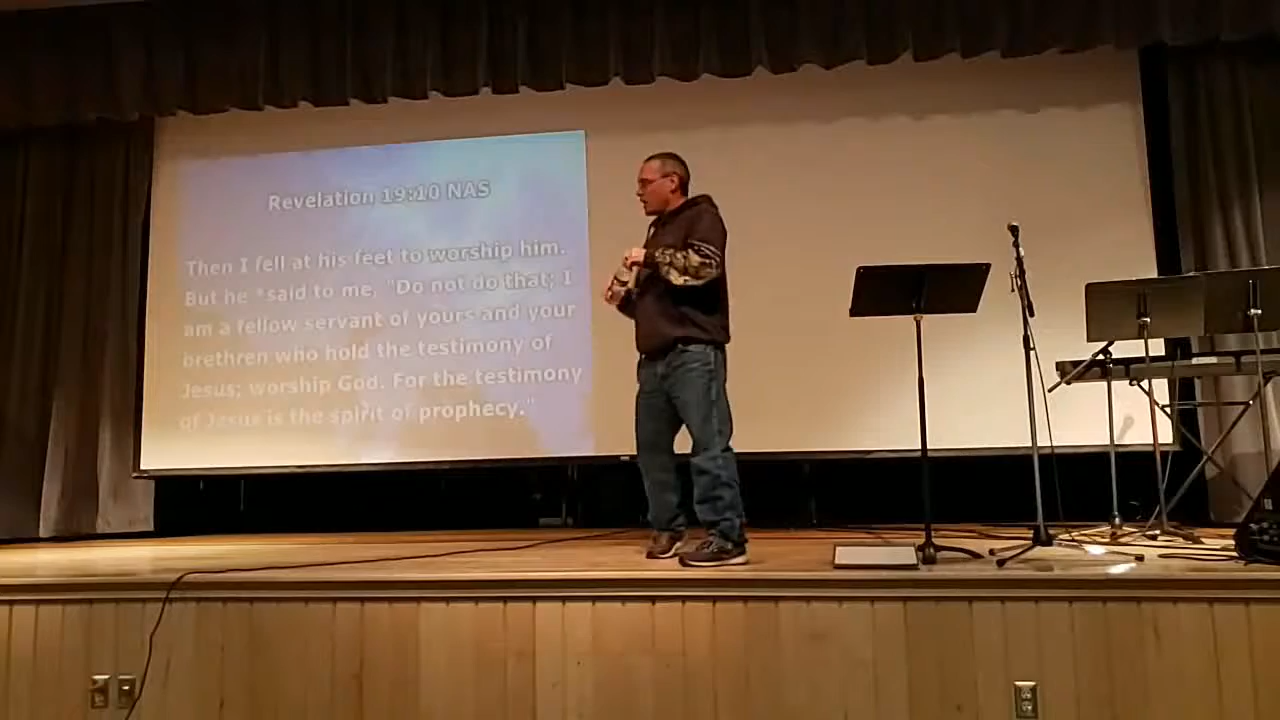 Revelation 19:10 NAS
Then I fell at his feet to worship him.
But he *said to me, "Do not do that; I
am a fellow servant of yours and your
brethren who hold the testimony of
Jesus; worship God. For the testimony
of Jesus is the spirit of prophecy."